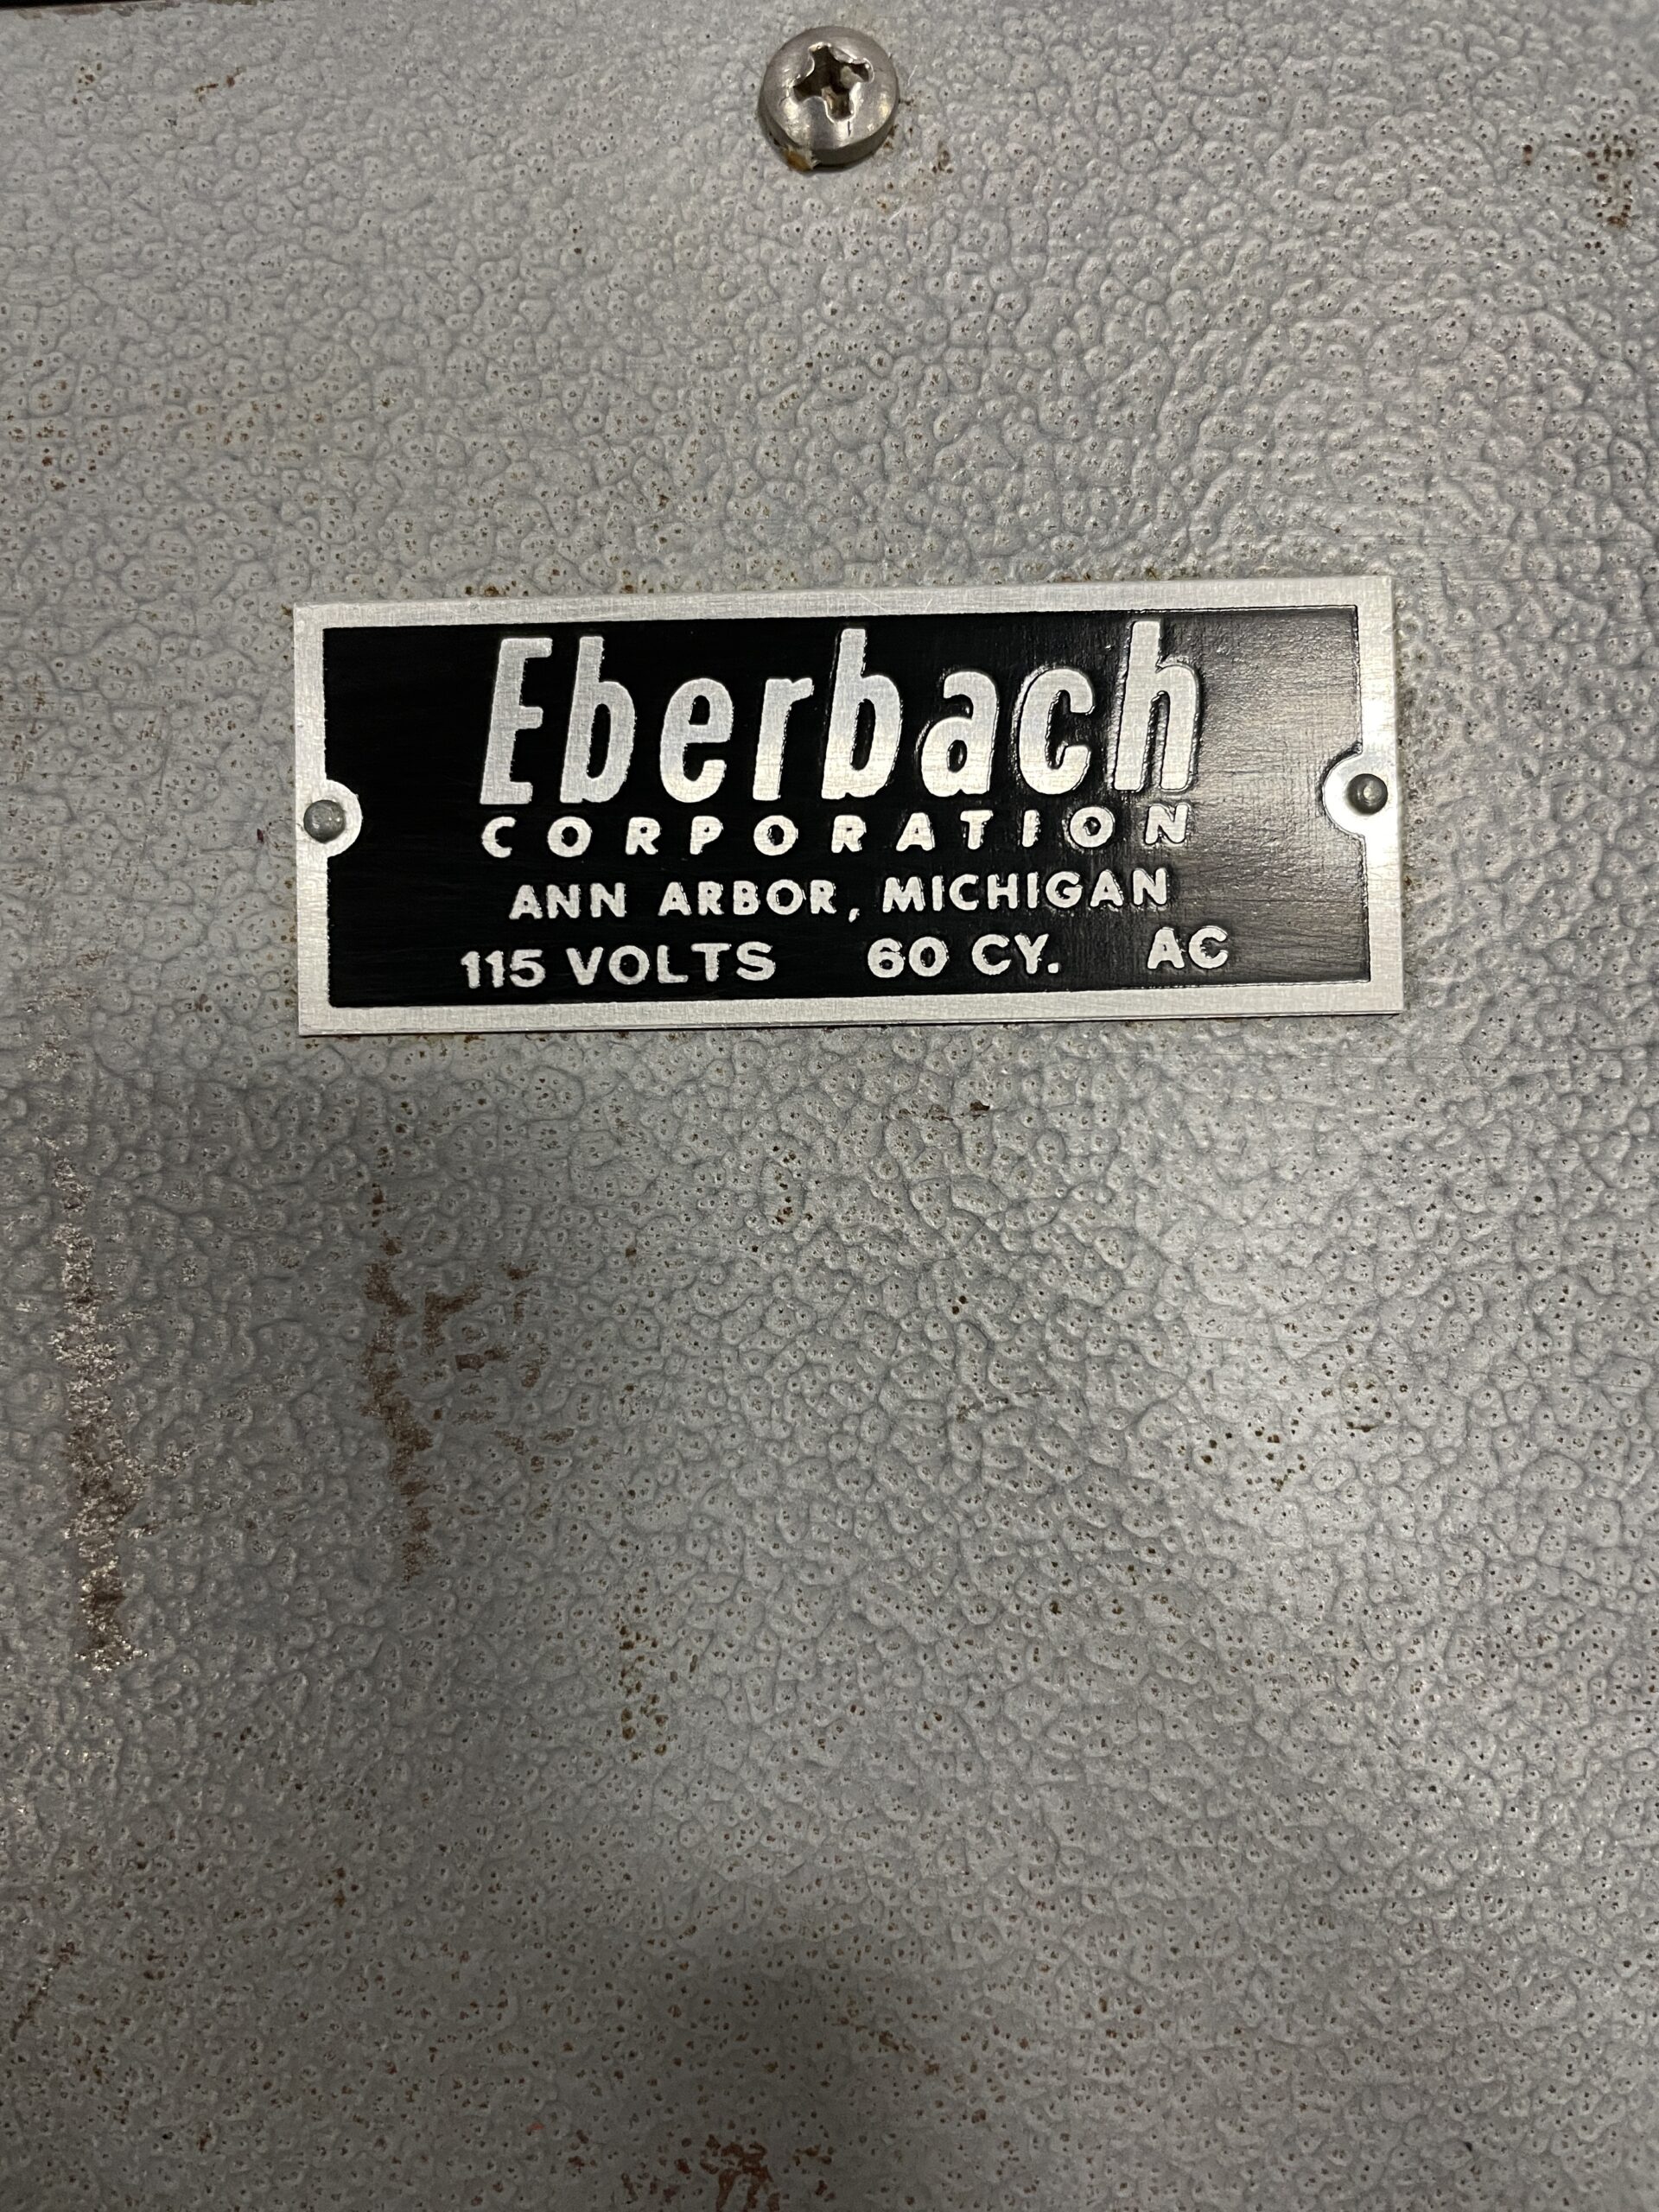 Eberbach
CORPORATION
ANN ARBOR, MICHIGAN
115 VOLTS 60 CY. AC